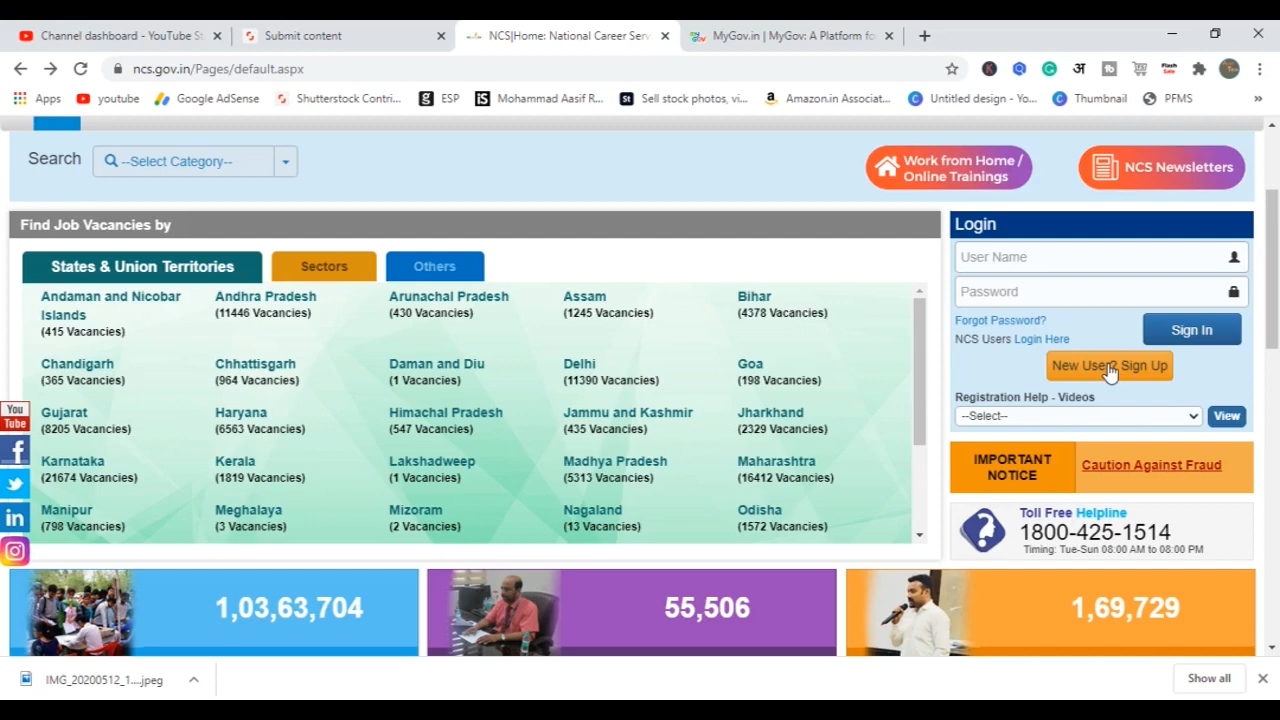 Channel dashboard - YouTube St
Submit content
NCS|Home: National Career Serv
MyGov.in | MyGov: A Platform fo
ncs.gov.in/Pages/default.aspx
Apps
youtube
Google AdSense
Shutterstock Contri...
ESP
Mohammad Aasif R...
Sell stock photos, vi...
Amazon.in Associat...
Untitled design - Yo...
Thumbnail
PFMS
»
Search
--Select Category--
Work from Home /
Online Trainings
NCS Newsletters
Find Job Vacancies by
Login
States & Union Territories
Sectors
Others
User Name
Password
Forgot Password?
NCS Users Login Here
Sign In
New User? Sign Up
Registration Help - Videos
--Select--
View
Andaman and Nicobar
Islands
(415 Vacancies)
Andhra Pradesh
(11446 Vacancies)
Arunachal Pradesh
(430 Vacancies)
Assam
(1245 Vacancies)
Bihar
(4378 Vacancies)
Chandigarh
(365 Vacancies)
Chhattisgarh
(964 Vacancies)
Daman and Diu
(1 Vacancies)
Delhi
(11390 Vacancies)
Goa
(198 Vacancies)
Gujarat
(8205 Vacancies)
Haryana
(6563 Vacancies)
Himachal Pradesh
(547 Vacancies)
Jammu and Kashmir
(435 Vacancies)
Jharkhand
(2329 Vacancies)
Karnataka
(21674 Vacancies)
Kerala
(1819 Vacancies)
Lakshadweep
(1 Vacancies)
Madhya Pradesh
(5313 Vacancies)
Maharashtra
(16412 Vacancies)
Manipur
(798 Vacancies)
Meghalaya
(3 Vacancies)
Mizoram
(2 Vacancies)
Nagaland
(13 Vacancies)
Odisha
(1572 Vacancies)
You
Tube
IMPORTANT
NOTICE
Caution Against Fraud
Toll Free Helpline
1800-425-1514
Timing: Tue-Sun 08:00 AM to 08:00 PM
1,03,63,704
55,506
1,69,729
IMG_20200512_1....jpeg
Show all